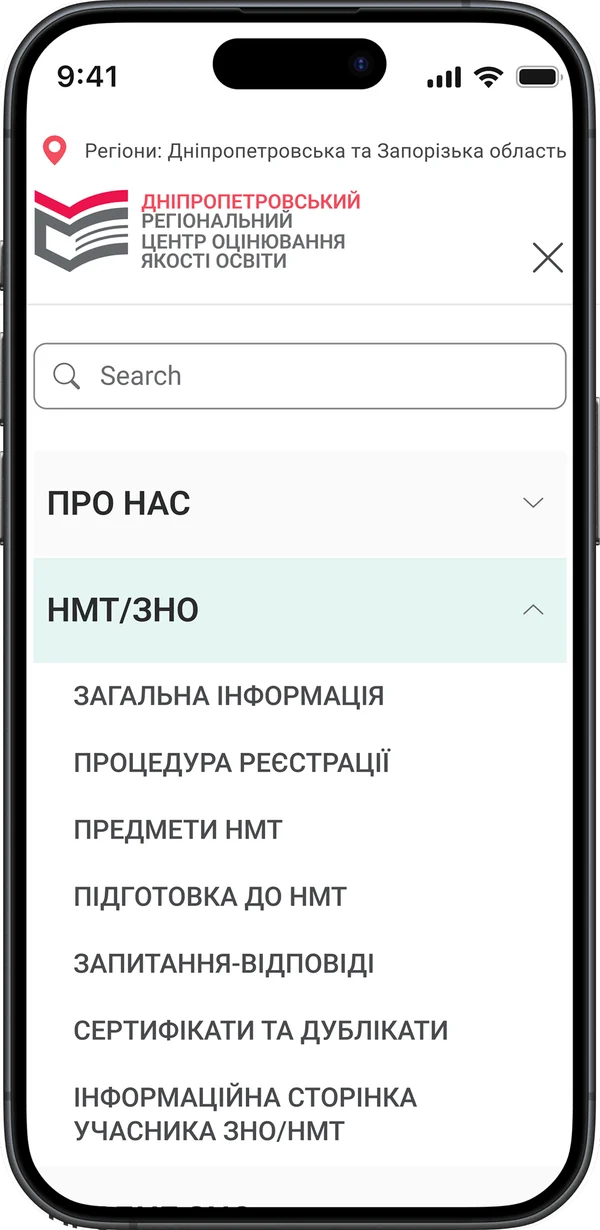 9:41
Регіони: Дніпропетровська та Запорізька область
ДНІПРОПЕТРОВСЬКИЙ
РЕГІОНАЛЬНИЙ
ЦЕНТР ОЦІНЮВАННЯ
ЯКОСТІ ОСВІТИ
Search
ПРО НАС
НМТ/ЗНО
ЗАГАЛЬНА ІНФОРМАЦІЯ
ПРОЦЕДУРА РЕЄСТРАЦІЇ
ПРЕДМЕТИ НМТ
ПІДГОТОВКА ДО НМТ
ЗАПИТАННЯ-ВІДПОВІДІ
СЕРТИФІКАТИ ТА ДУБЛІКАТИ
ІНФОРМАЦІЙНА СТОРІНКА
УЧАСНИКА ЗНО/НМТ